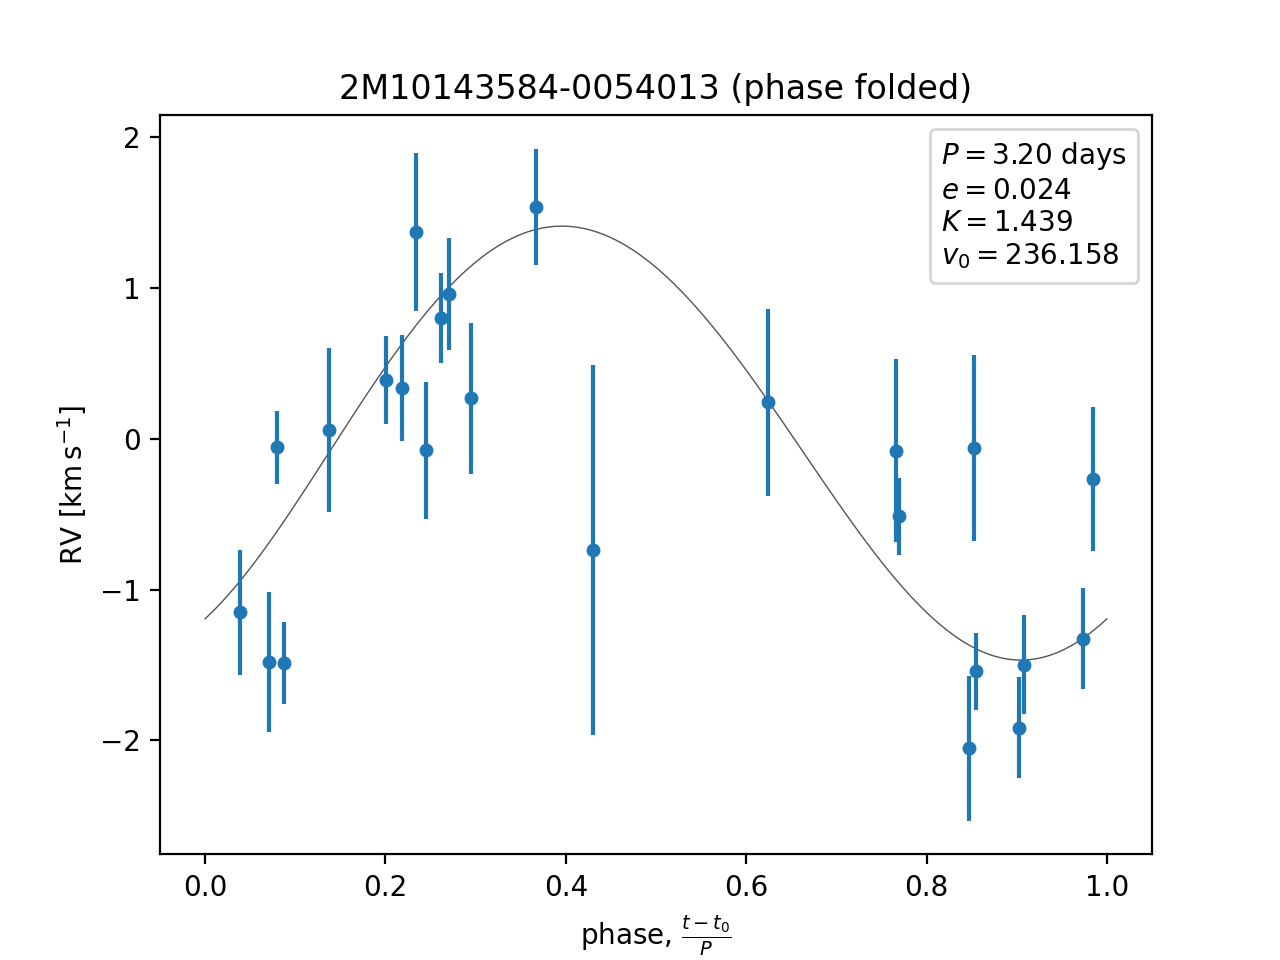 2M10143584-0054013 (phase folded)
P = 3.20 days
e = 0.024
K = 1.439
v₀ = 236.158
2
1
0
−1
−2
RV [km s⁻¹]
0.0 0.2 0.4 0.6 0.8 1.0
phase, (t − t₀)/P